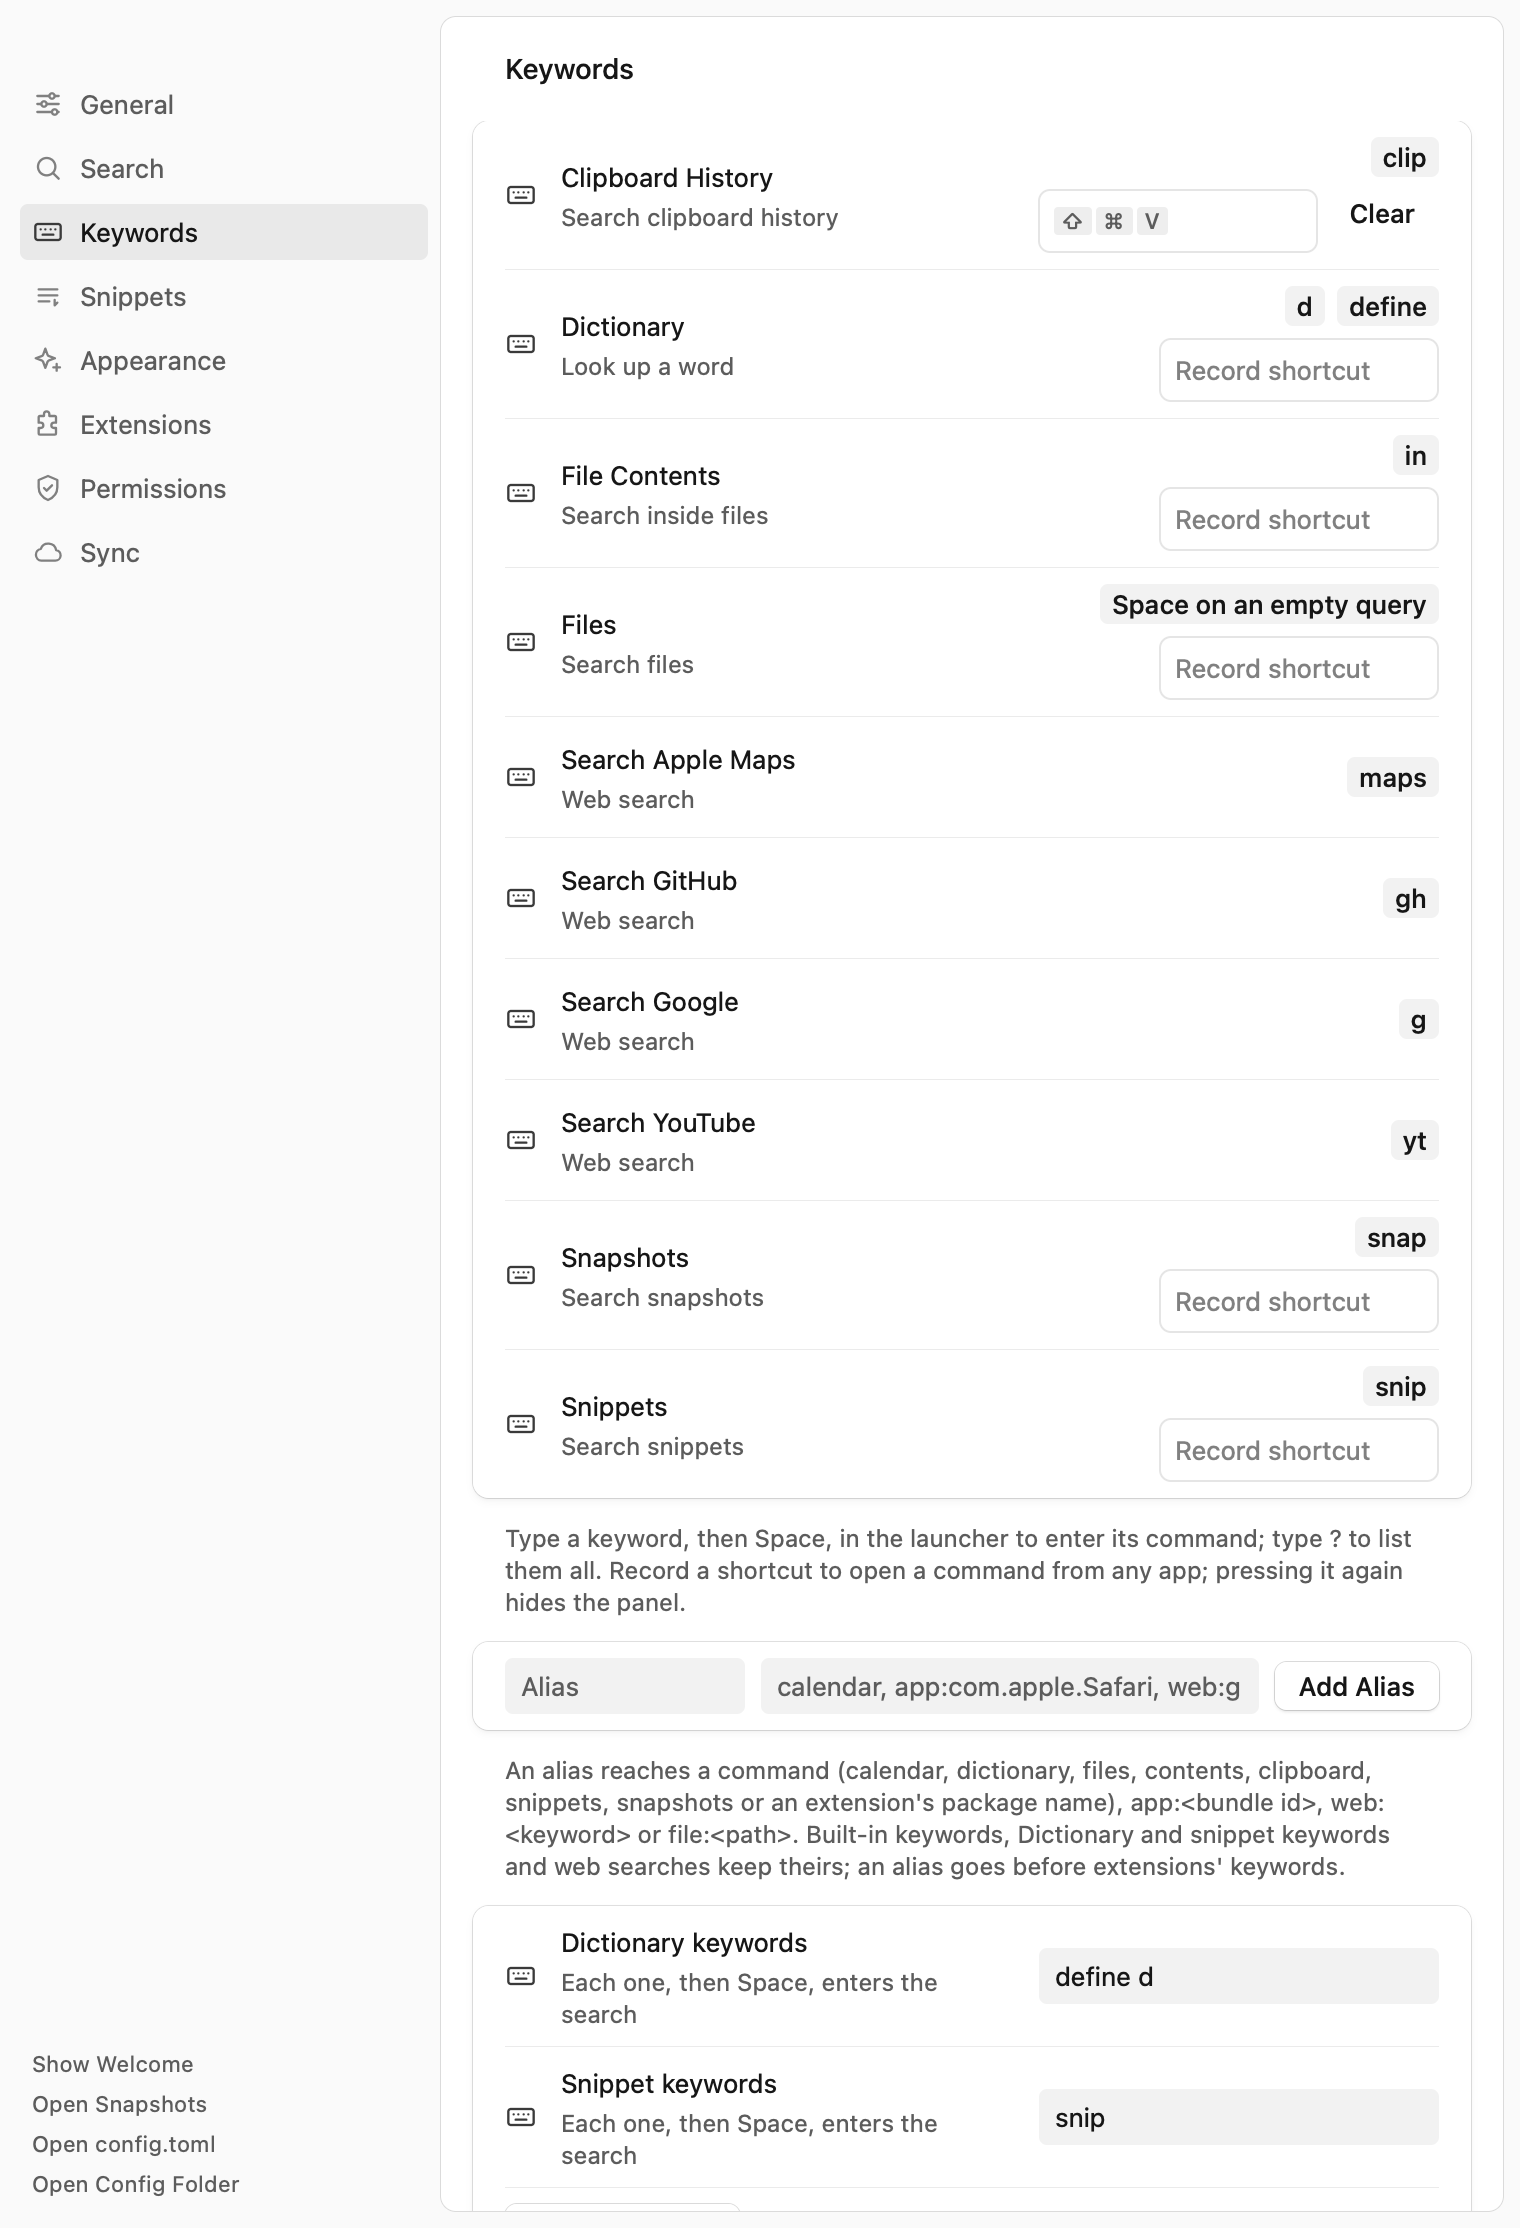 General
Search
Keywords
Snippets
Appearance
Extensions
Permissions
Sync
Show Welcome
Open Snapshots
Open config.toml
Open Config Folder
Keywords
Clipboard History
Search clipboard history
clip
⇧ ⌘ V
Clear
Dictionary
Look up a word
d define
Record shortcut
File Contents
Search inside files
in
Record shortcut
Files
Search files
Space on an empty query
Record shortcut
Search Apple Maps
Web search
maps
Search GitHub
Web search
gh
Search Google
Web search
g
Search YouTube
Web search
yt
Snapshots
Search snapshots
snap
Record shortcut
Snippets
Search snippets
snip
Record shortcut
Type a keyword, then Space, in the launcher to enter its command; type ? to list
them all. Record a shortcut to open a command from any app; pressing it again
hides the panel.
Alias
calendar, app:com.apple.Safari, web:g
Add Alias
An alias reaches a command (calendar, dictionary, files, contents, clipboard,
snippets, snapshots or an extension's package name), app:<bundle id>, web:
<keyword> or file:<path>. Built-in keywords, Dictionary and snippet keywords
and web searches keep theirs; an alias goes before extensions' keywords.
Dictionary keywords
Each one, then Space, enters the
search
define d
Snippet keywords
Each one, then Space, enters the
search
snip